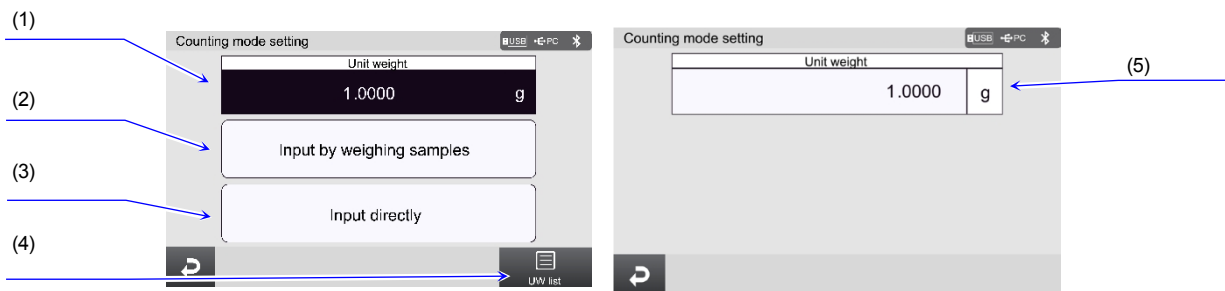 (1)
Counting mode setting
USB PC
Unit weight
1.0000 g
(2)
Input by weighing samples
(3)
Input directly
(4)
UW list
Counting mode setting
USB PC
Unit weight
1.0000 g
(5)